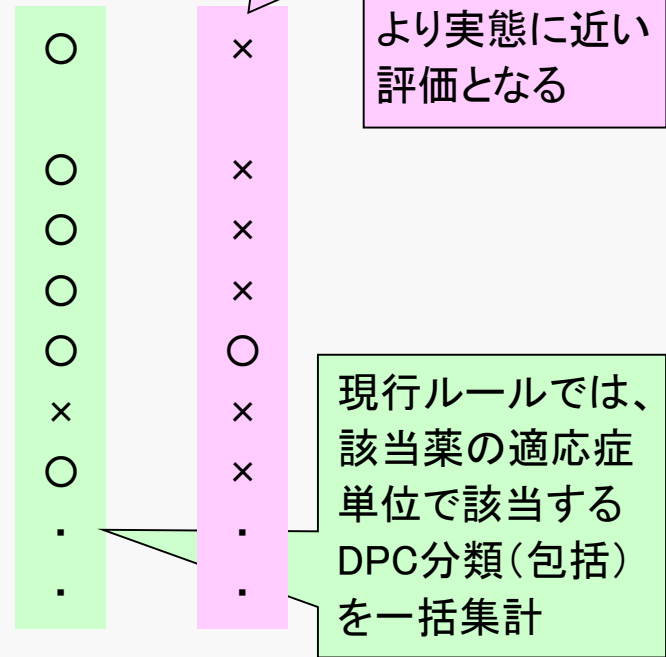 より実態に近い
評価となる
○ ×
○ ×
○ ×
○ ×
○ ○
× ×
○ ×
. .
. .
現行ルールでは、
該当薬の適応症
単位で該当する
DPC分類（包括）
を一括集計